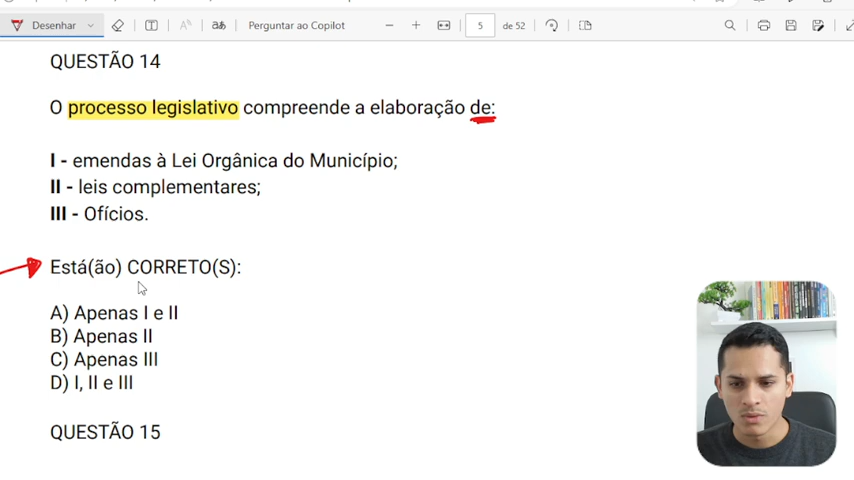 Desenhar
Perguntar ao Copilot
5 de 52
QUESTÃO 14
O processo legislativo compreende a elaboração de:
I - emendas à Lei Orgânica do Município;
II - leis complementares;
III - Ofícios.
Está(ão) CORRETO(S):
A) Apenas I e II
B) Apenas II
C) Apenas III
D) I, II e III
QUESTÃO 15